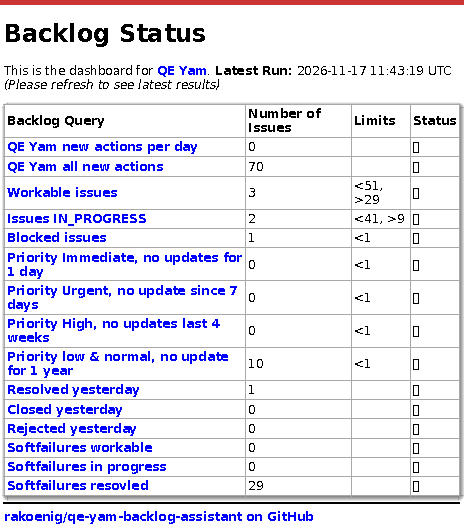 Backlog Status
This is the dashboard for QE Yam. Latest Run: 2026-11-17 11:43:19 UTC
(Please refresh to see latest results)
Backlog Query Number of Issues Limits Status
QE Yam new actions per day 0
QE Yam all new actions 70
Workable issues 3 <51, >29
Issues IN_PROGRESS 2 <41, >9
Blocked issues 1 <1
Priority Immediate, no updates for 1 day 0 <1
Priority Urgent, no update since 7 days 0 <1
Priority High, no updates last 4 weeks 0 <1
Priority low & normal, no update for 1 year 10 <1
Resolved yesterday 1
Closed yesterday 0
Rejected yesterday 0
Softfailures workable 0
Softfailures in progress 0
Softfailures resovled 29
rakoenig/qe-yam-backlog-assistant on GitHub